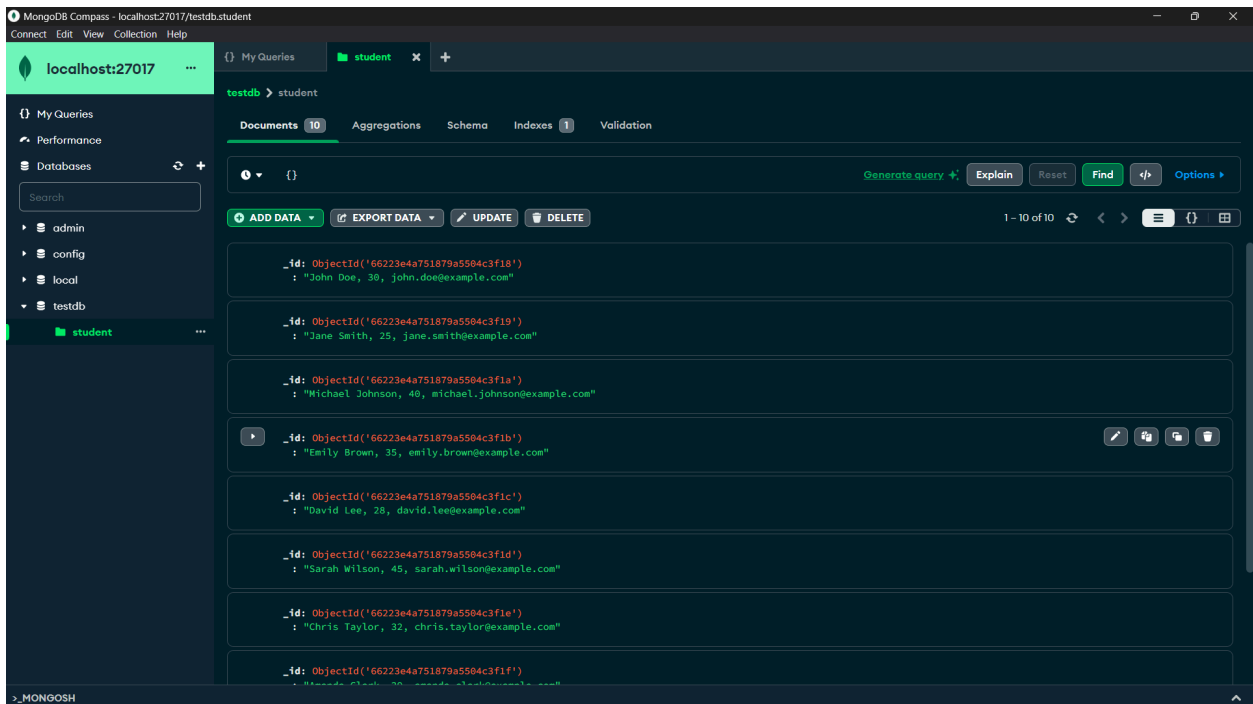 MongoDB Compass - localhost:27017/testdb.student
Connect Edit View Collection Help
localhost:27017 ...
{} My Queries
student
testdb > student
{} My Queries
Performance
Databases
Search
admin
config
local
testdb
student ...
Documents 10 Aggregations Schema Indexes 1 Validation
{} Generate query Explain Reset Find </> Options
ADD DATA EXPORT DATA UPDATE DELETE 1 – 10 of 10 {}
_id: ObjectId('66223e4a751879a5504c3f18')
: "John Doe, 30, john.doe@example.com"
_id: ObjectId('66223e4a751879a5504c3f19')
: "Jane Smith, 25, jane.smith@example.com"
_id: ObjectId('66223e4a751879a5504c3f1a')
: "Michael Johnson, 40, michael.johnson@example.com"
_id: ObjectId('66223e4a751879a5504c3f1b')
: "Emily Brown, 35, emily.brown@example.com"
_id: ObjectId('66223e4a751879a5504c3f1c')
: "David Lee, 28, david.lee@example.com"
_id: ObjectId('66223e4a751879a5504c3f1d')
: "Sarah Wilson, 45, sarah.wilson@example.com"
_id: ObjectId('66223e4a751879a5504c3f1e')
: "Chris Taylor, 32, chris.taylor@example.com"
_id: ObjectId('66223e4a751879a5504c3f1f')
>_MONGOSH